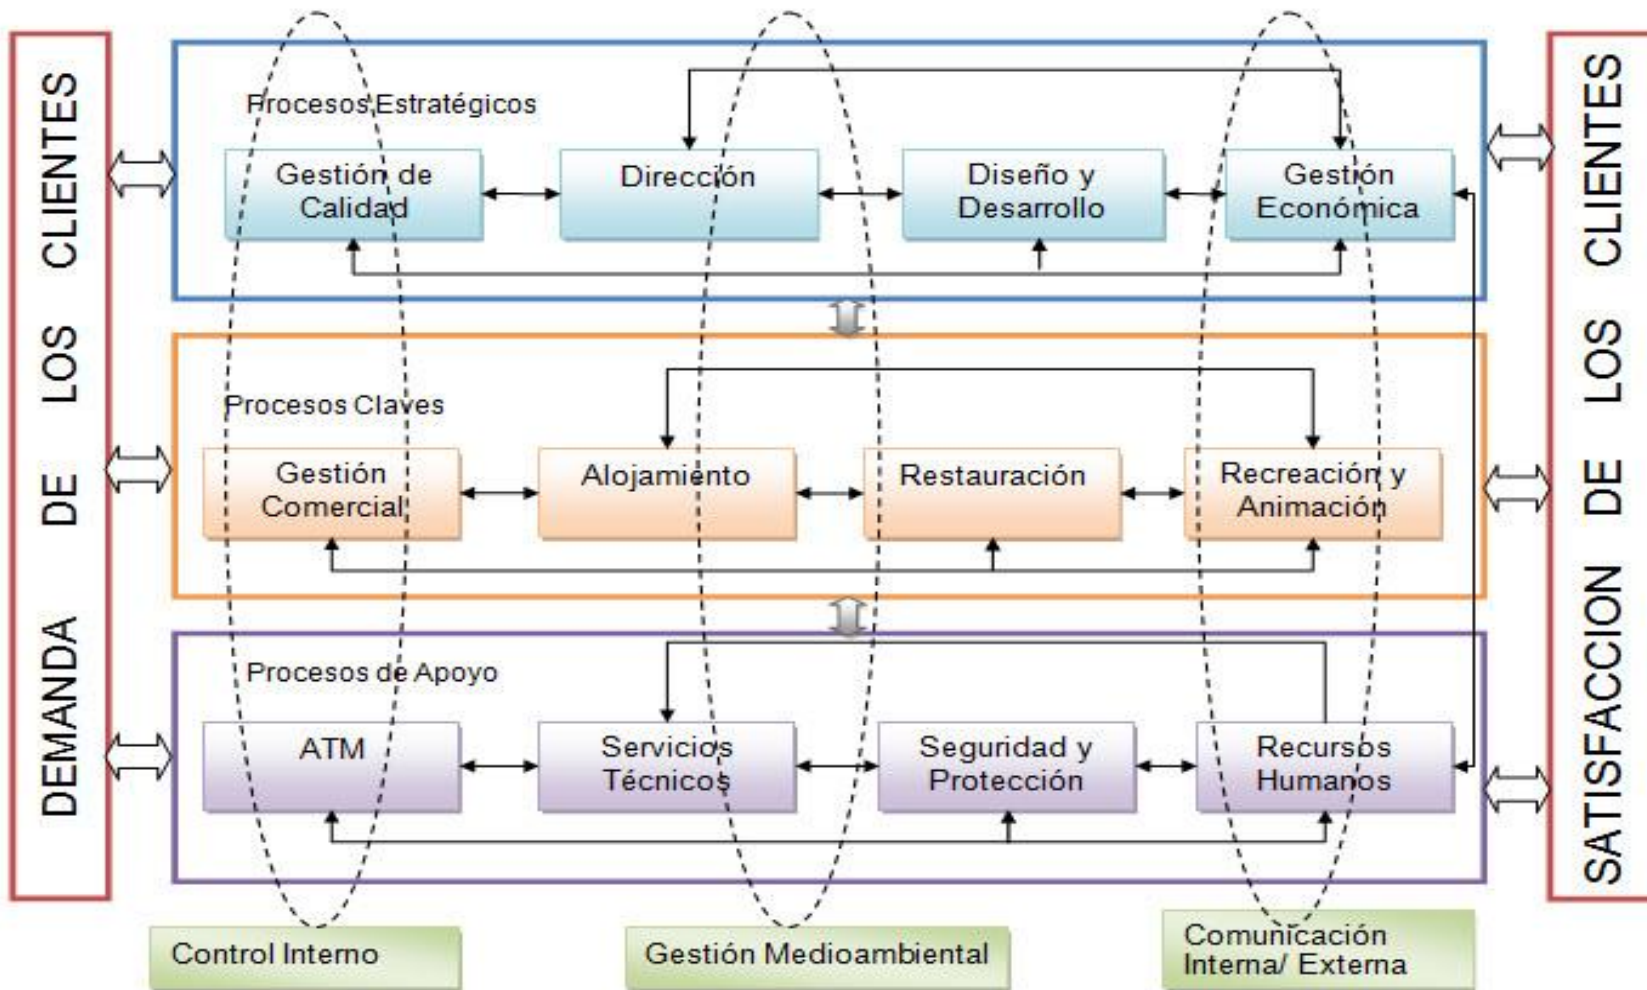 DEMANDA DE LOS CLIENTES
Procesos Estratégicos
Gestión de
Calidad
Dirección
Diseño y
Desarrollo
Gestión
Económica
Procesos Claves
Gestión
Comercial
Alojamiento
Restauración
Recreación y
Animación
Procesos de Apoyo
ATM
Servicios
Técnicos
Seguridad y
Protección
Recursos
Humanos
SATISFACCION DE LOS CLIENTES
Control Interno
Gestión Medioambiental
Comunicación
Interna/ Externa